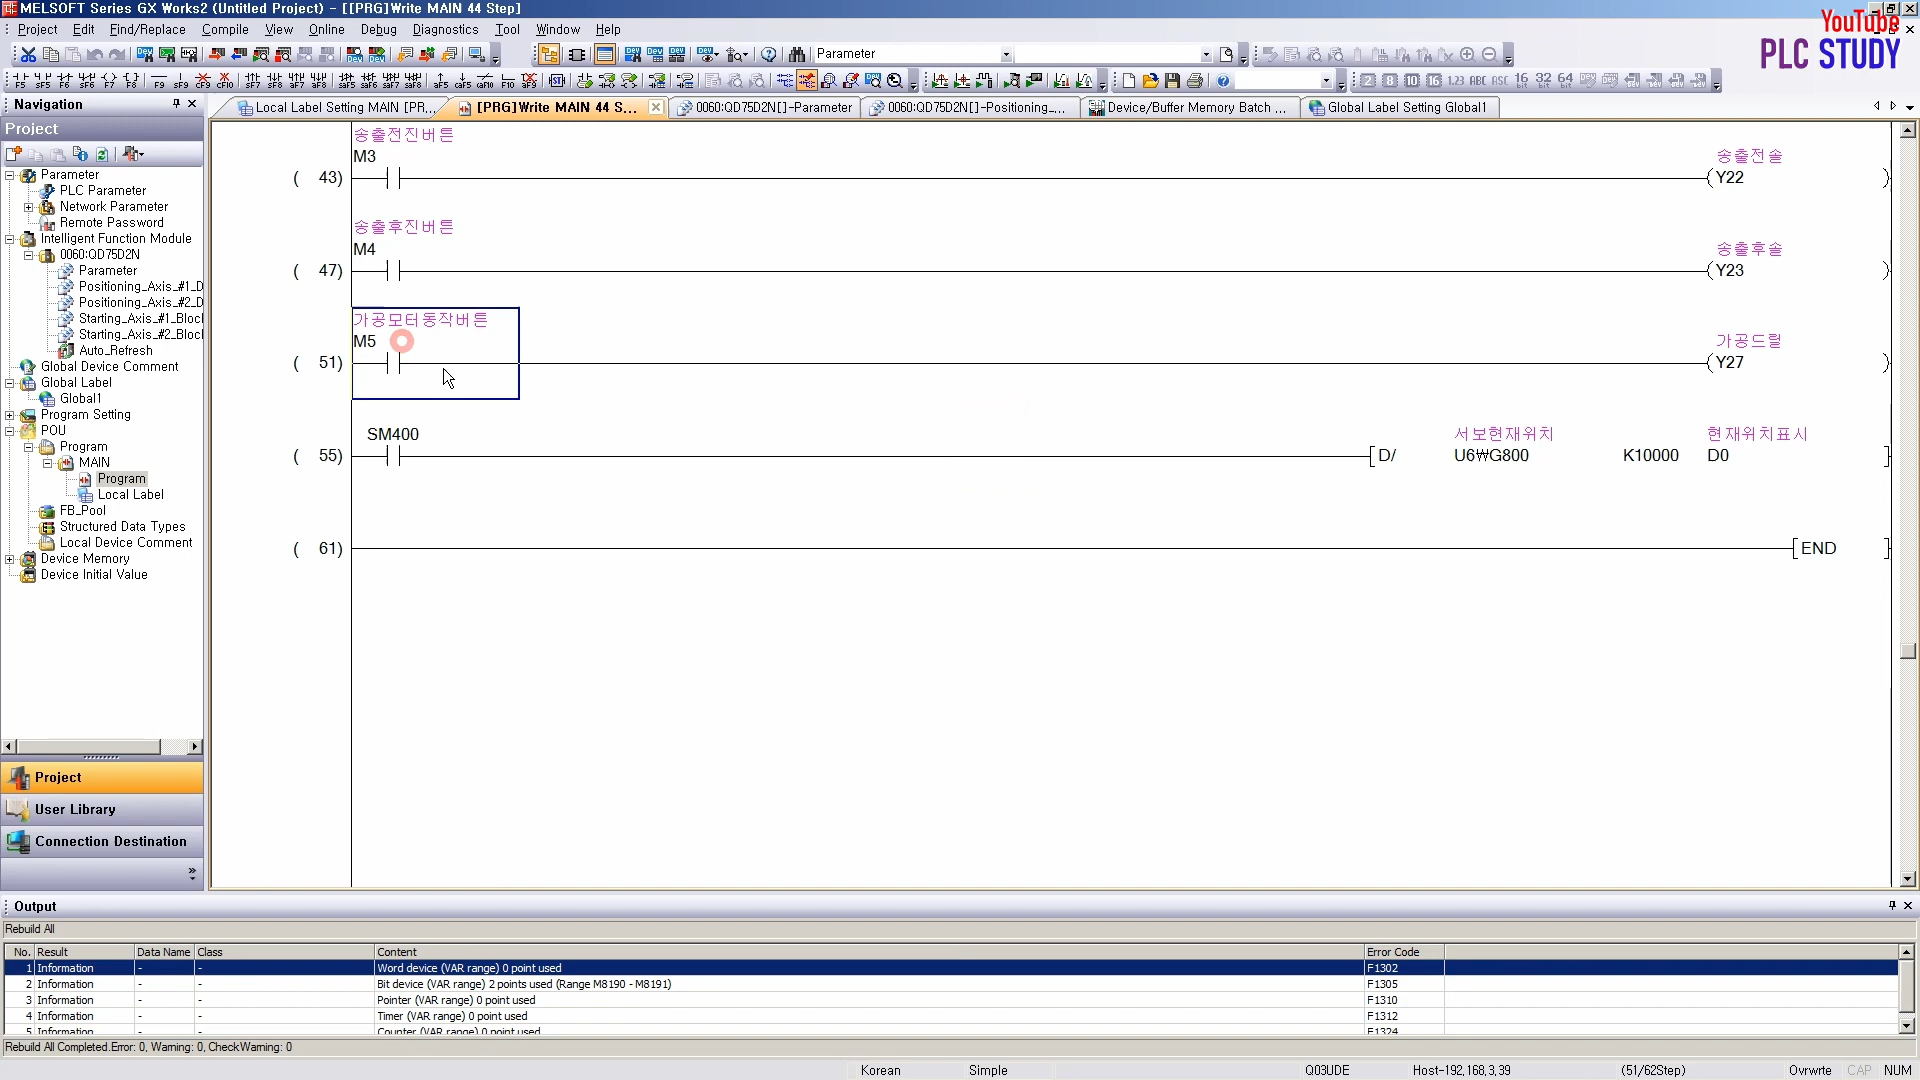 MELSOFT Series GX Works2 (Untitled Project) - [[PRG]Write MAIN 44 Step]
YouTube
PLC STUDY
Project Edit Find/Replace Compile View Online Debug Diagnostics Tool Window Help
Parameter
Navigation
Local Label Setting MAIN [PR...
[PRG]Write MAIN 44 S...
0060:QD75D2N[]-Parameter
0060:QD75D2N[]-Positioning_...
Device/Buffer Memory Batch ...
Global Label Setting Global1
Project
Parameter
PLC Parameter
Network Parameter
Remote Password
Intelligent Function Module
0060:QD75D2N
Parameter
Positioning_Axis_#1_D
Positioning_Axis_#2_D
Starting_Axis_#1_Bloc
Starting_Axis_#2_Bloc
Auto_Refresh
Global Device Comment
Global Label
Global1
Program Setting
POU
Program
MAIN
Program
Local Label
FB_Pool
Structured Data Types
Local Device Comment
Device Memory
Device Initial Value
Project
User Library
Connection Destination
송출전진버튼
M3
송출전솔
( 43)
(Y22 )
송출후진버튼
M4
송출후솔
( 47)
(Y23 )
가공모터동작버튼
M5
가공드릴
( 51)
(Y27 )
SM400
서보현재위치
현재위치표시
( 55)
[D/ U6₩G800 K10000 D0 ]
( 61)
[END ]
Output
Rebuild All
No. Result Data Name Class Content Error Code
1 Information - - Word device (VAR range) 0 point used F1302
2 Information - - Bit device (VAR range) 2 points used (Range M8190 - M8191) F1305
3 Information - - Pointer (VAR range) 0 point used F1310
4 Information - - Timer (VAR range) 0 point used F1312
5 Information - - Counter (VAR range) 0 point used F1324
Rebuild All Completed.Error: 0, Warning: 0, CheckWarning: 0
Korean Simple Q03UDE Host-192,168,3,39 (51/62Step) Ovrwrte CAP NUM